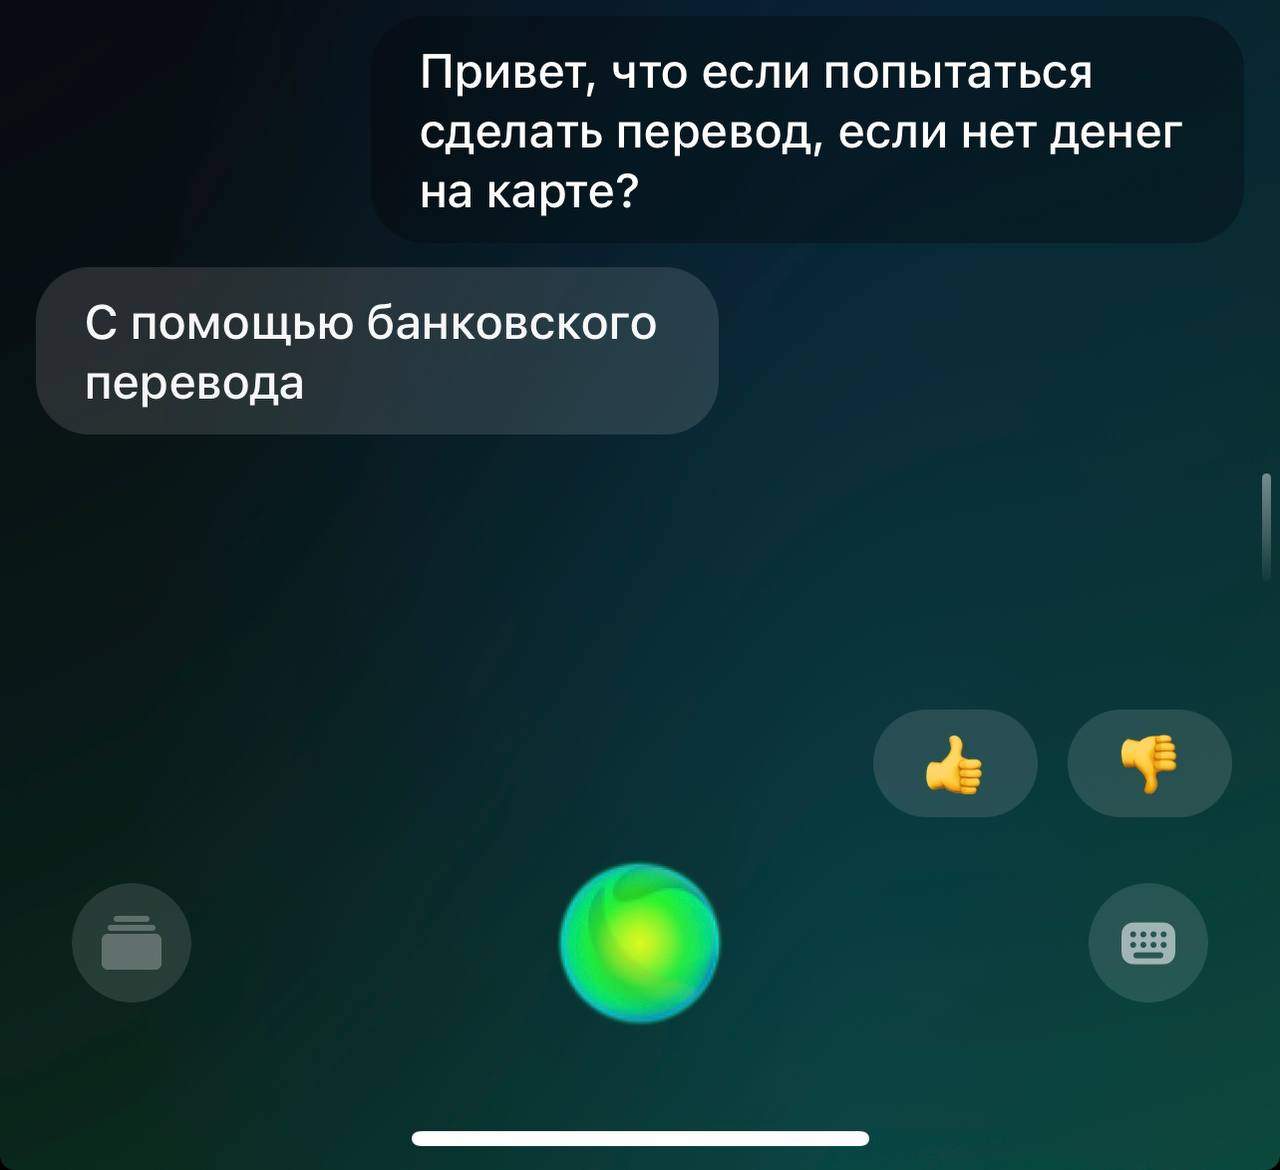 Привет, что если попытаться
сделать перевод, если нет денег
на карте?
С помощью банковского
перевода